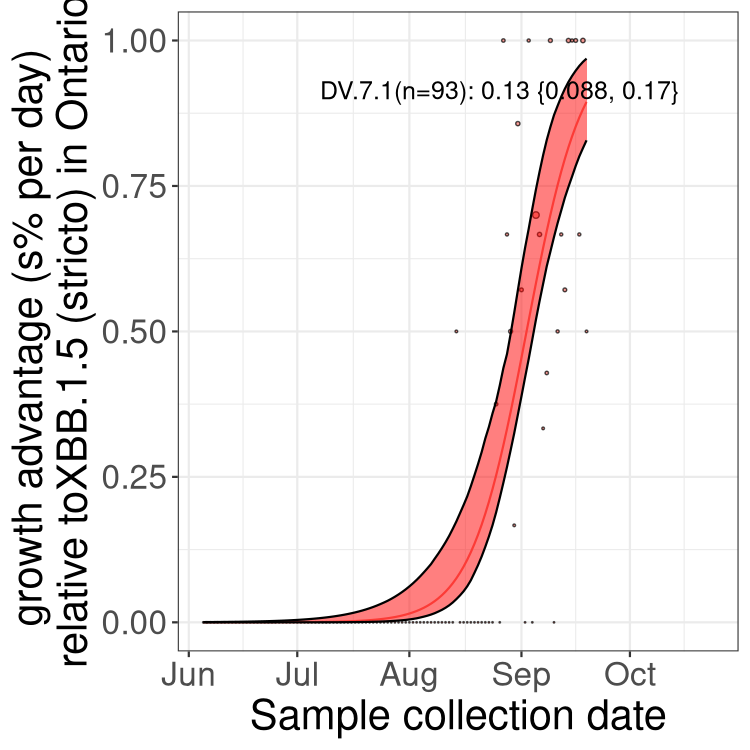 growth advantage (s% per day)
relative toXBB.1.5 (stricto) in Ontario
1.00
0.75
0.50
0.25
0.00
DV.7.1(n=93): 0.13 {0.088, 0.17}
Jun Jul Aug Sep Oct
Sample collection date